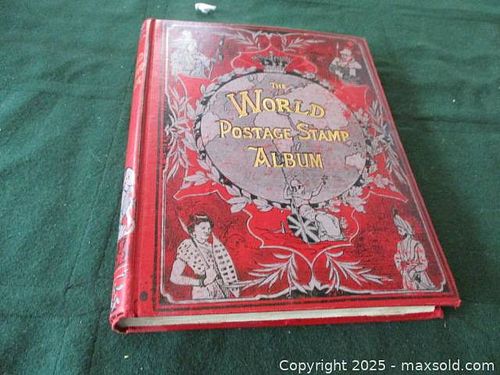 THE
WORLD
POSTAGE STAMP
ALBUM
Copyright © 2025 - maxsold.com